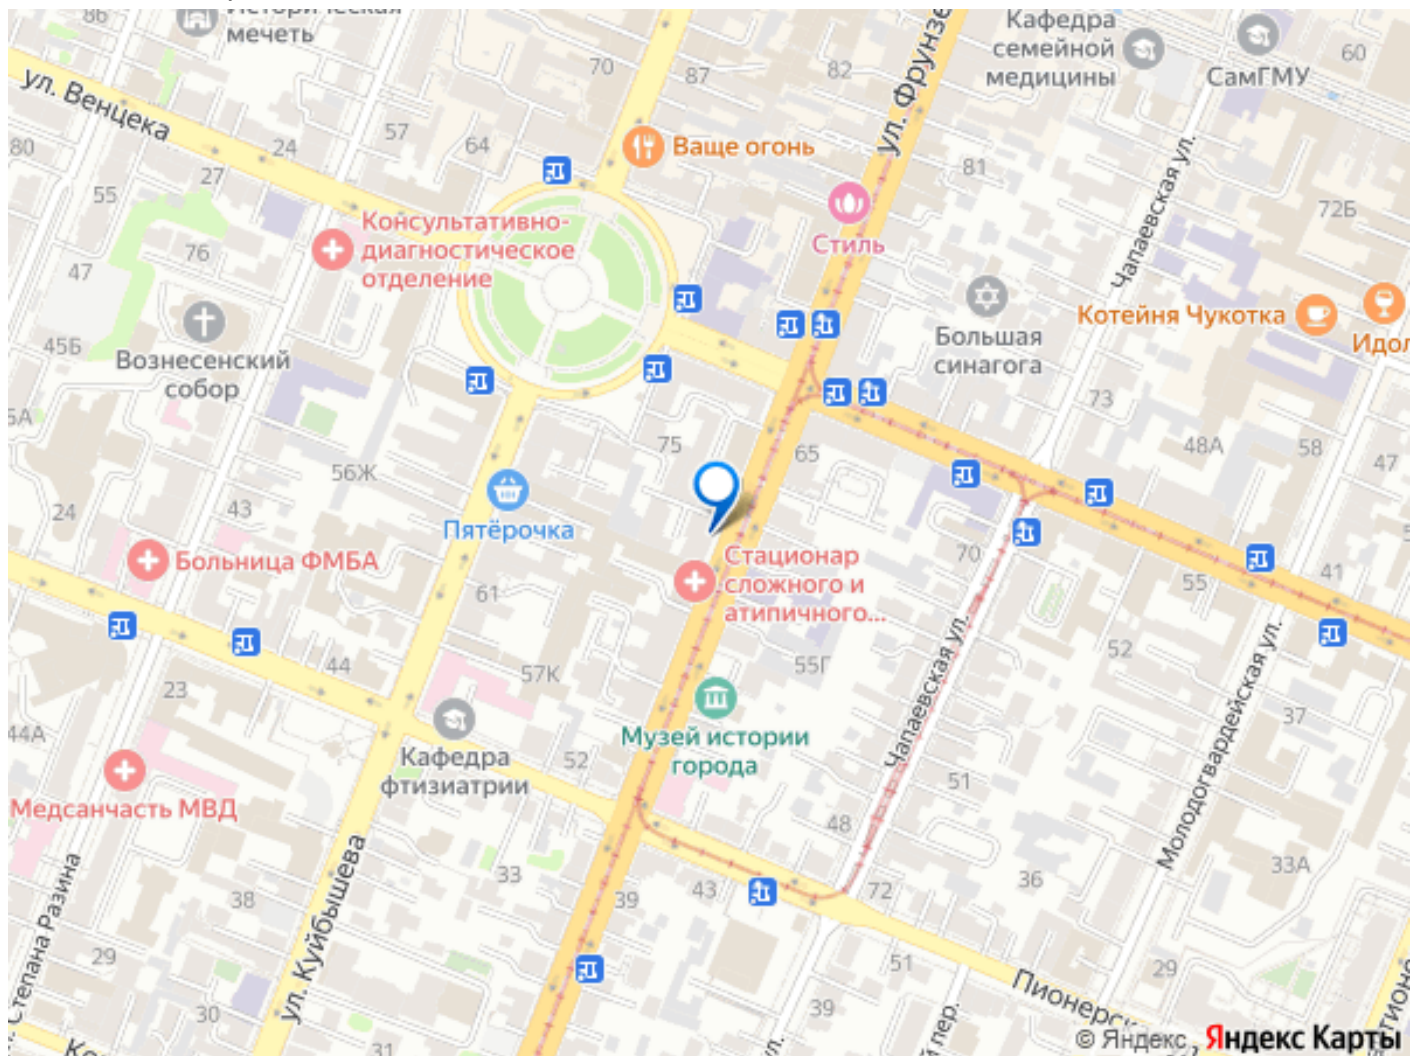 86
Историческая
мечеть
70
87
82
ул. Фрунзе
Кафедра
семейной
медицины
СамГМУ
60
ул. Венцека
57
64
24
27
80
55
Ваще огонь
81
Чапаевская ул.
72Б
Консультативно-
диагностическое
отделение
Стиль
76
47
Вознесенский
собор
45Б
Большая
синагога
Котейня Чукотка
Идол
73
75
65
48А
58
47
56Ж
43
24
Пятёрочка
Больница ФМБА
Стационар
сложного и
атипичного...
70
55
41
61
44
57К
55Г
52
23
44А
Чапаевская ул.
Молодогвардейская ул.
37
Музей истории
города
Кафедра
фтизиатрии
52
51
Медсанчасть МВД
48
33А
33
39
43
72
36
38
Степана Разина
ул. Куйбышева
29
51
29
30
39
31
ул.
пер.
© Яндекс
Яндекс Карты